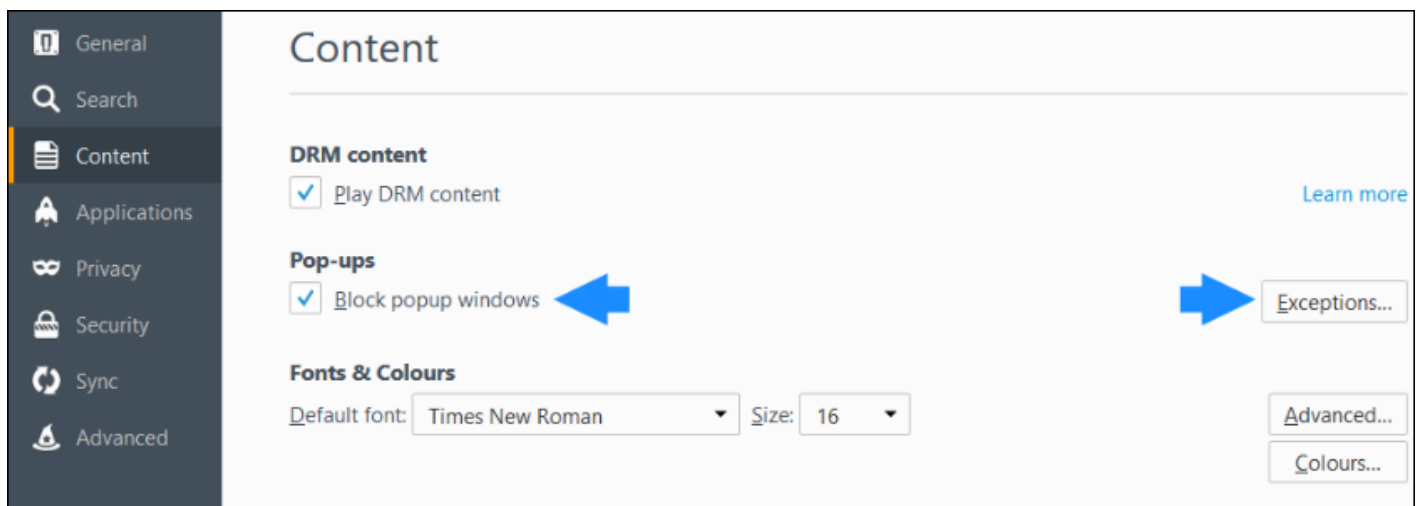 General
Search
Content
Applications
Privacy
Security
Sync
Advanced
Content
DRM content
Play DRM content
Learn more
Pop-ups
Block popup windows
Exceptions...
Fonts & Colours
Default font: Times New Roman Size: 16
Advanced...
Colours...